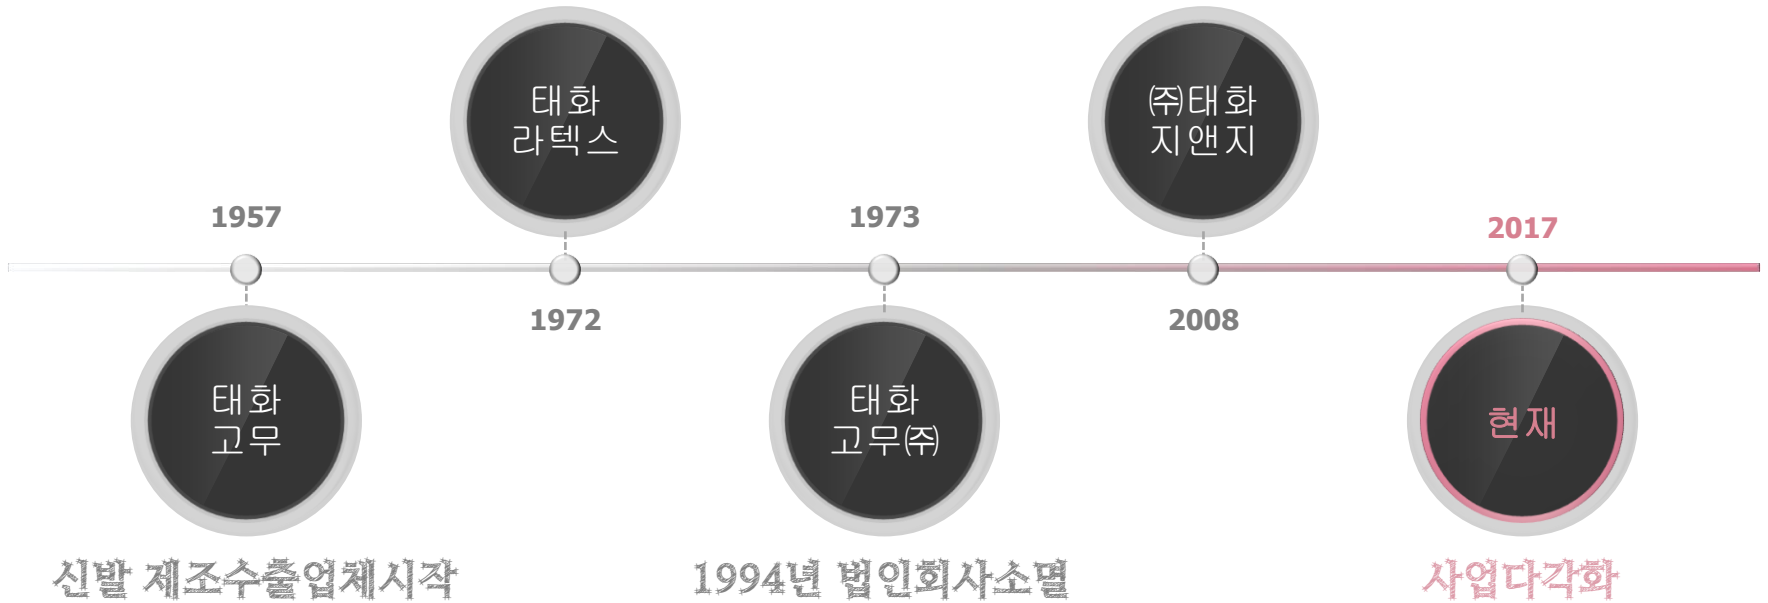 1957
태화
고무
신발 제조수출업체시작
태화
라텍스
1972
1973
태화
고무㈜
1994년 법인회사소멸
㈜태화
지앤지
2008
2017
현재
사업다각화